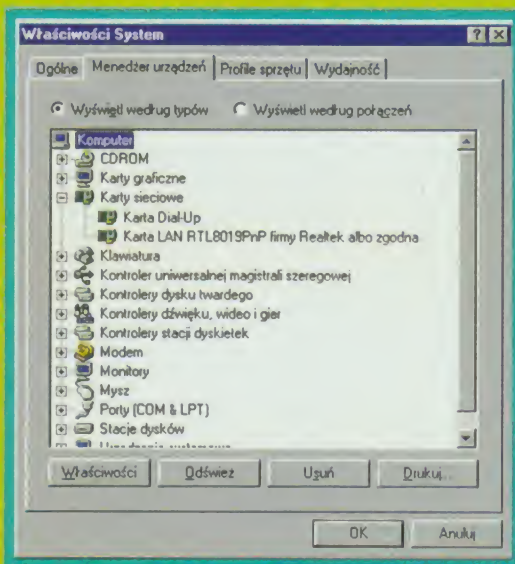 Właściwości System
Ogólne Menedżer urządzeń Profile sprzętu Wydajność
Wyświetl według typów Wyświetl według połączeń
Komputer
CDROM
Karty graficzne
Karty sieciowe
Karta Dial-Up
Karta LAN RTL8019PnP firmy Realtek albo zgodna
Klawiatura
Kontroler uniwersalnej magistrali szeregowej
Kontrolery dysku twardego
Kontrolery dźwięku, wideo i gier
Kontrolery stacji dyskietek
Modem
Monitory
Mysz
Porty (COM & LPT)
Stacje dysków
Właściwości Odśwież Usuń Drukuj...
OK Anuluj